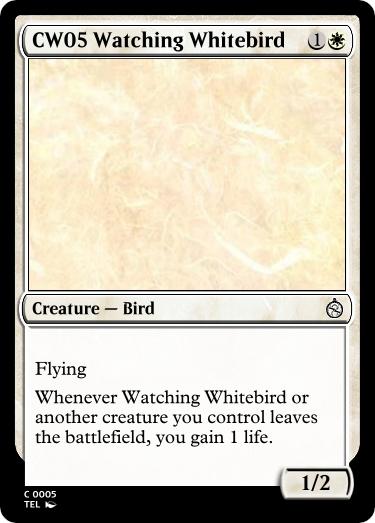 CW05 Watching Whitebird 1
Creature — Bird
Flying
Whenever Watching Whitebird or
another creature you control leaves
the battlefield, you gain 1 life.
1/2
C 0005
TEL